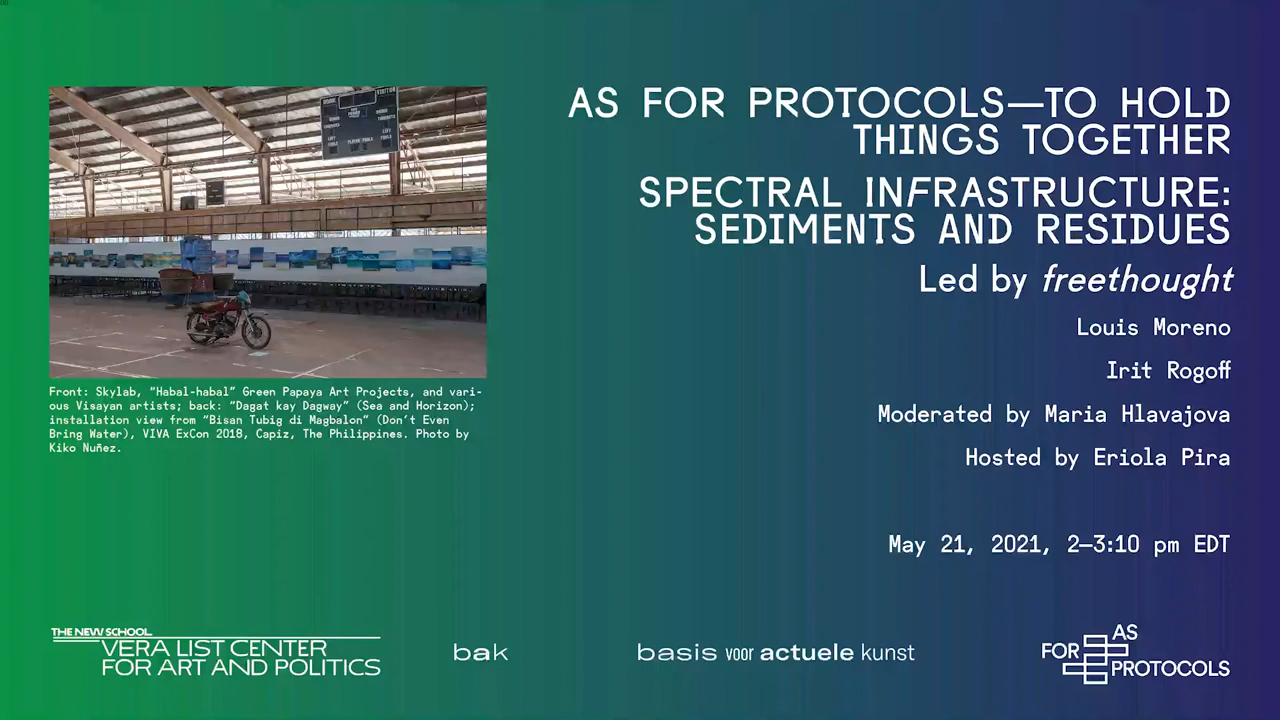 AS FOR PROTOCOLS—TO HOLD
THINGS TOGETHER
SPECTRAL INFRASTRUCTURE:
SEDIMENTS AND RESIDUES
Led by freethought
Louis Moreno
Irit Rogoff
Moderated by Maria Hlavajova
Hosted by Eriola Pira
May 21, 2021, 2–3:10 pm EDT
VISITOR
PLAYER FOULS
Front: Skylab, "Habal-habal" Green Papaya Art Projects, and vari-
ous Visayan artists; back: "Dagat kay Dagway" (Sea and Horizon);
installation view from "Bisan Tubig di Magbalon" (Don't Even
Bring Water), VIVA ExCon 2018, Capiz, The Philippines. Photo by
Kiko Nuñez.
THE NEW SCHOOL
VERA LIST CENTER
FOR ART AND POLITICS
bak
basis voor actuele kunst
AS
FOR
PROTOCOLS